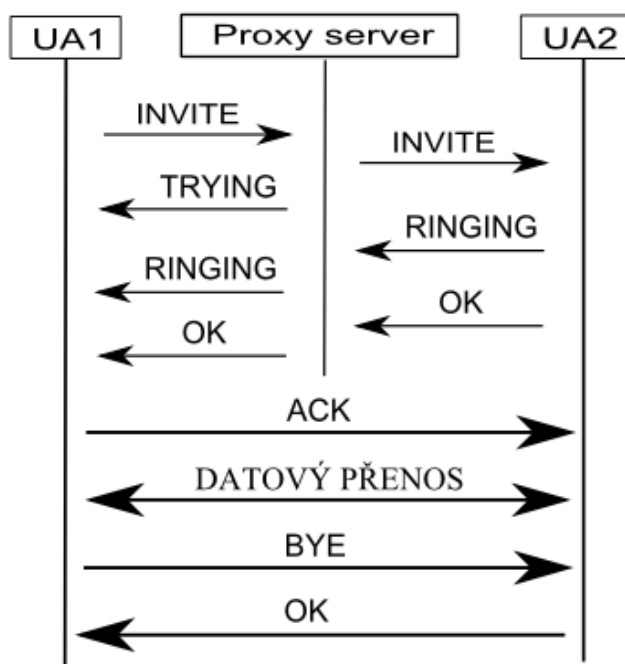 UA1
Proxy server
UA2
INVITE
INVITE
TRYING
RINGING
RINGING
OK
OK
ACK
DATOVÝ PŘENOS
BYE
OK